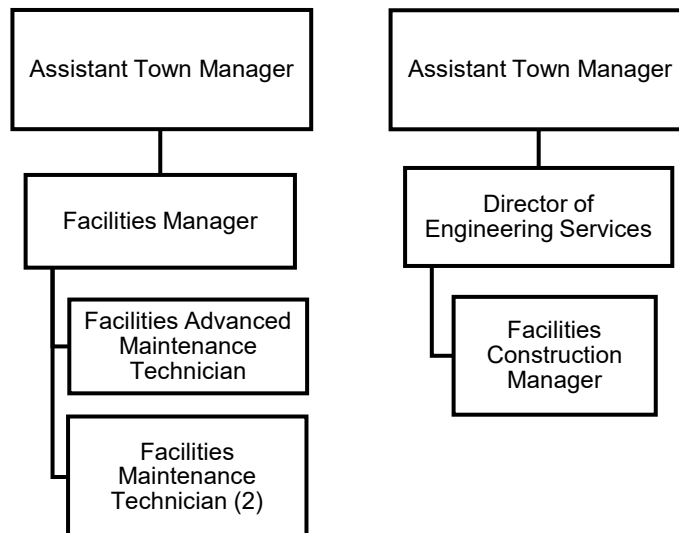 Assistant Town Manager
Facilities Manager
Facilities Advanced
Maintenance
Technician
Facilities
Maintenance
Technician (2)
Assistant Town Manager
Director of
Engineering Services
Facilities
Construction
Manager